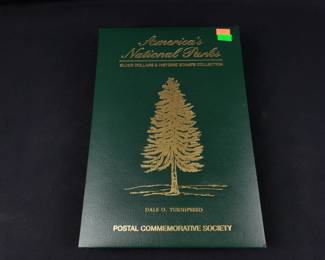 America's
National Parks
SILVER DOLLARS & HISTORIC STAMPS COLLECTION
DALE O. TURNIPSEED
POSTAL COMMEMORATIVE SOCIETY